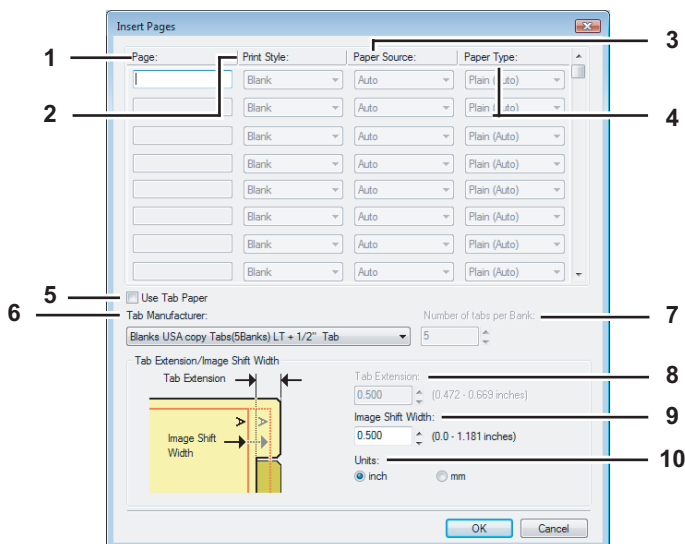 Insert Pages
3
1
Page: Print Style: Paper Source: Paper Type:
Blank Auto Plain (Auto)
2
Blank Auto Plain (Auto)
4
Blank Auto Plain (Auto)
Blank Auto Plain (Auto)
Blank Auto Plain (Auto)
Blank Auto Plain (Auto)
Blank Auto Plain (Auto)
Blank Auto Plain (Auto)
5 Use Tab Paper
6 Tab Manufacturer: Number of tabs per Bank: 7
Blanks USA copy Tabs(5Banks) LT + 1/2" Tab 5
Tab Extension/Image Shift Width
Tab Extension
Tab Extension: 8
0.500 (0.472 - 0.669 inches)
Image Shift Width: 9
A A
Image Shift
Width
0.500 (0.0 - 1.181 inches)
Units: 10
inch mm
OK Cancel